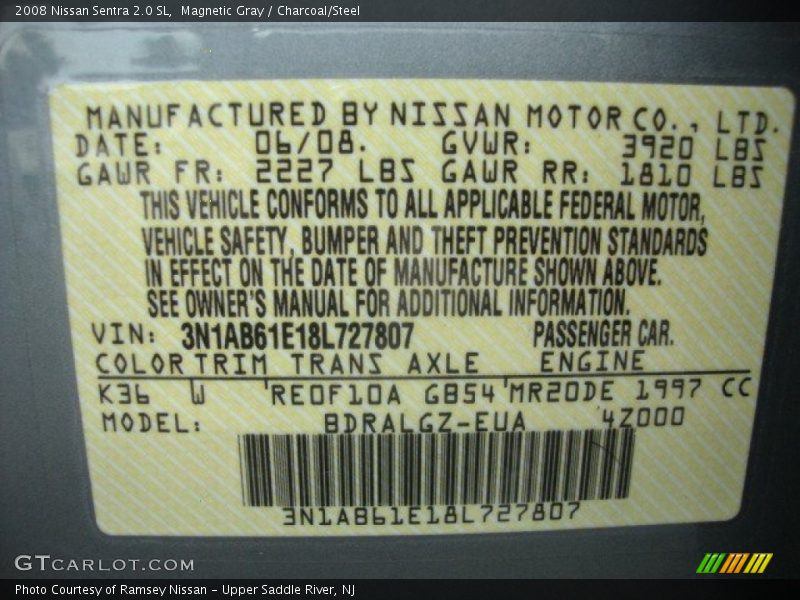 2008 Nissan Sentra 2.0 SL,  Magnetic Gray / Charcoal/Steel
MANUFACTURED BY NISSAN MOTOR CO., LTD.
DATE: 06/08. GVWR: 3920 LBS
GAWR FR: 2227 LBS GAWR RR: 1810 LBS
THIS VEHICLE CONFORMS TO ALL APPLICABLE FEDERAL MOTOR,
VEHICLE SAFETY, BUMPER AND THEFT PREVENTION STANDARDS
IN EFFECT ON THE DATE OF MANUFACTURE SHOWN ABOVE.
SEE OWNER'S MANUAL FOR ADDITIONAL INFORMATION.
VIN: 3N1AB61E18L727807 PASSENGER CAR.
COLOR TRIM TRANS AXLE ENGINE
K36 W 'RE0F10A GB54'MR20DE 1997 CC
MODEL: BDRALGZ-EUA 4Z000
3N1AB61E18L727807
GTCARLOT.COM
Photo Courtesy of Ramsey Nissan - Upper Saddle River, NJ